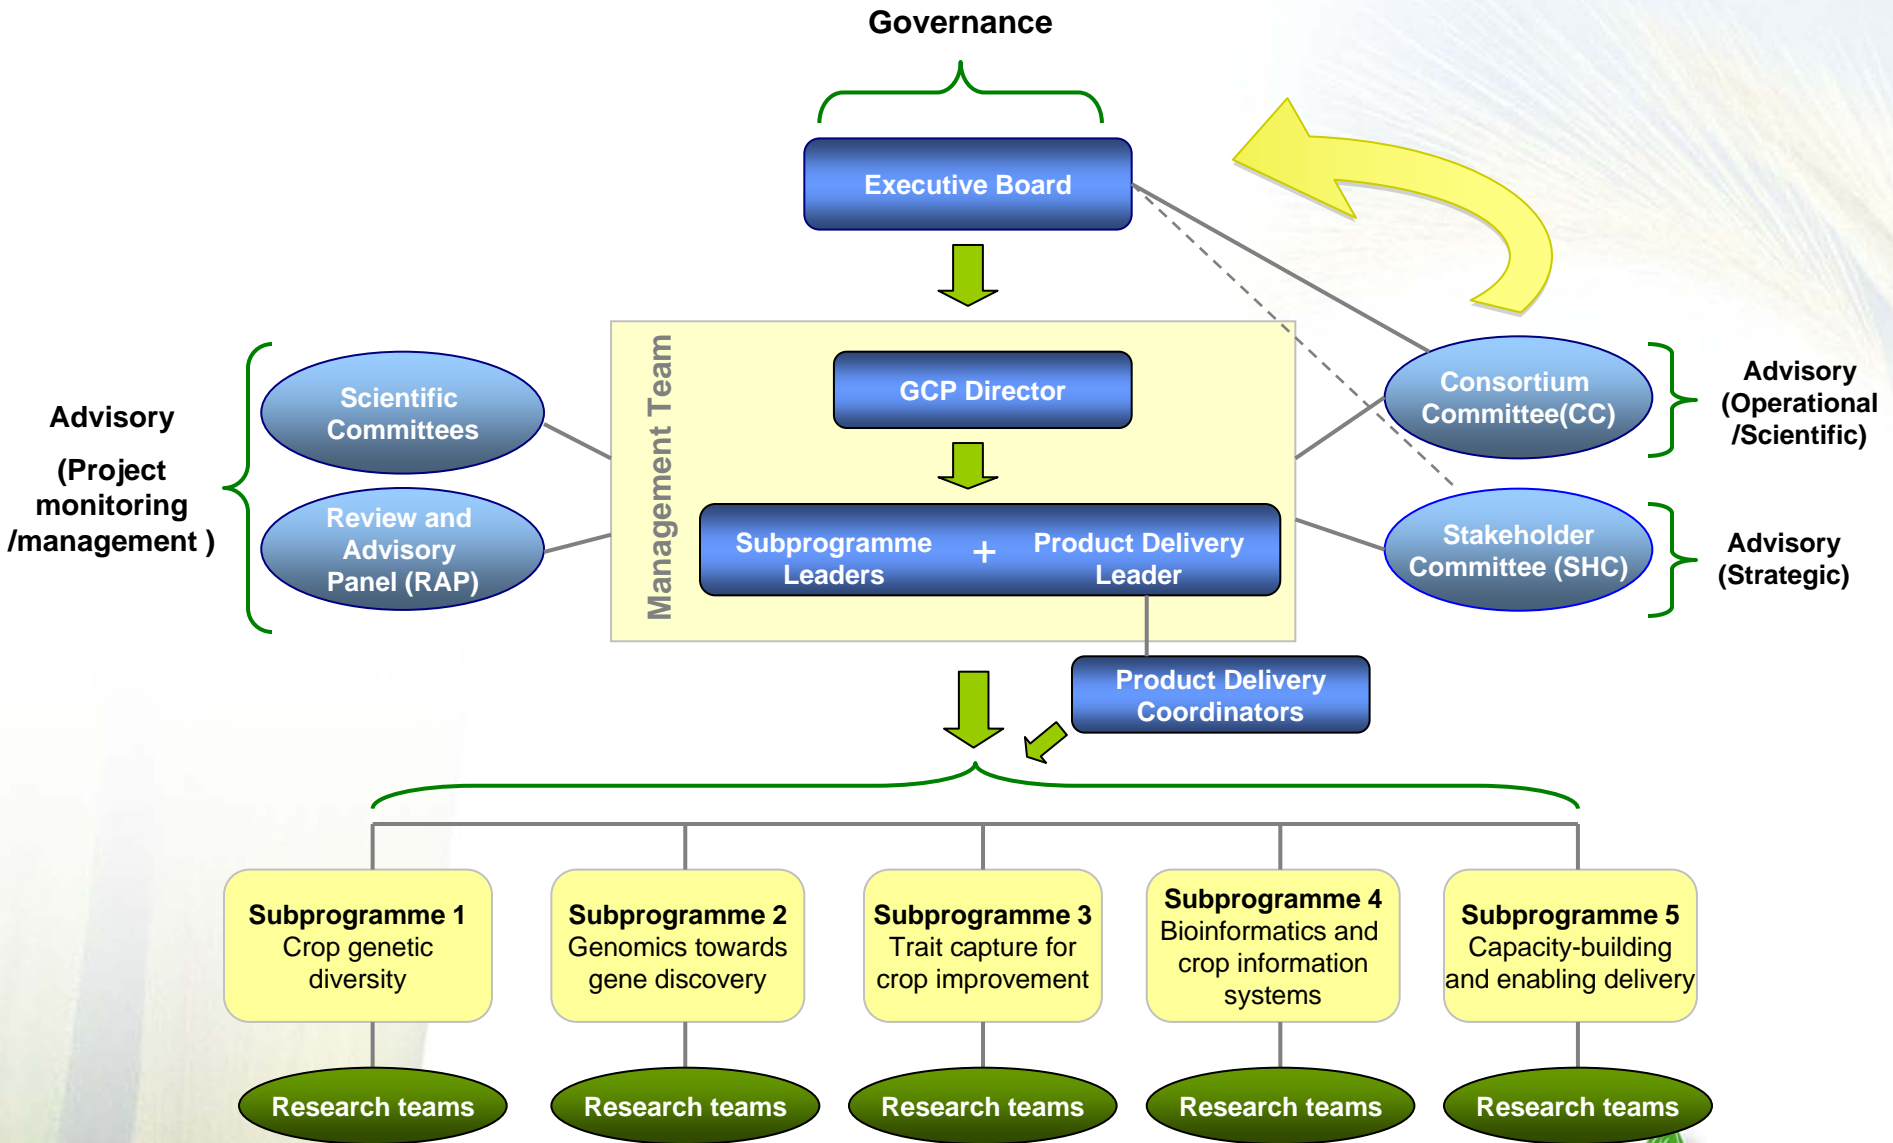 Governance
Executive Board
Management Team
GCP Director
Subprogramme
Leaders
+
Product Delivery
Leader
Product Delivery
Coordinators
Advisory
(Project
monitoring
/management )
Scientific
Committees
Review and
Advisory
Panel (RAP)
Consortium
Committee(CC)
Advisory
(Operational
/Scientific)
Stakeholder
Committee (SHC)
Advisory
(Strategic)
Subprogramme 1
Crop genetic
diversity
Subprogramme 2
Genomics towards
gene discovery
Subprogramme 3
Trait capture for
crop improvement
Subprogramme 4
Bioinformatics and
crop information
systems
Subprogramme 5
Capacity-building
and enabling delivery
Research teams
Research teams
Research teams
Research teams
Research teams